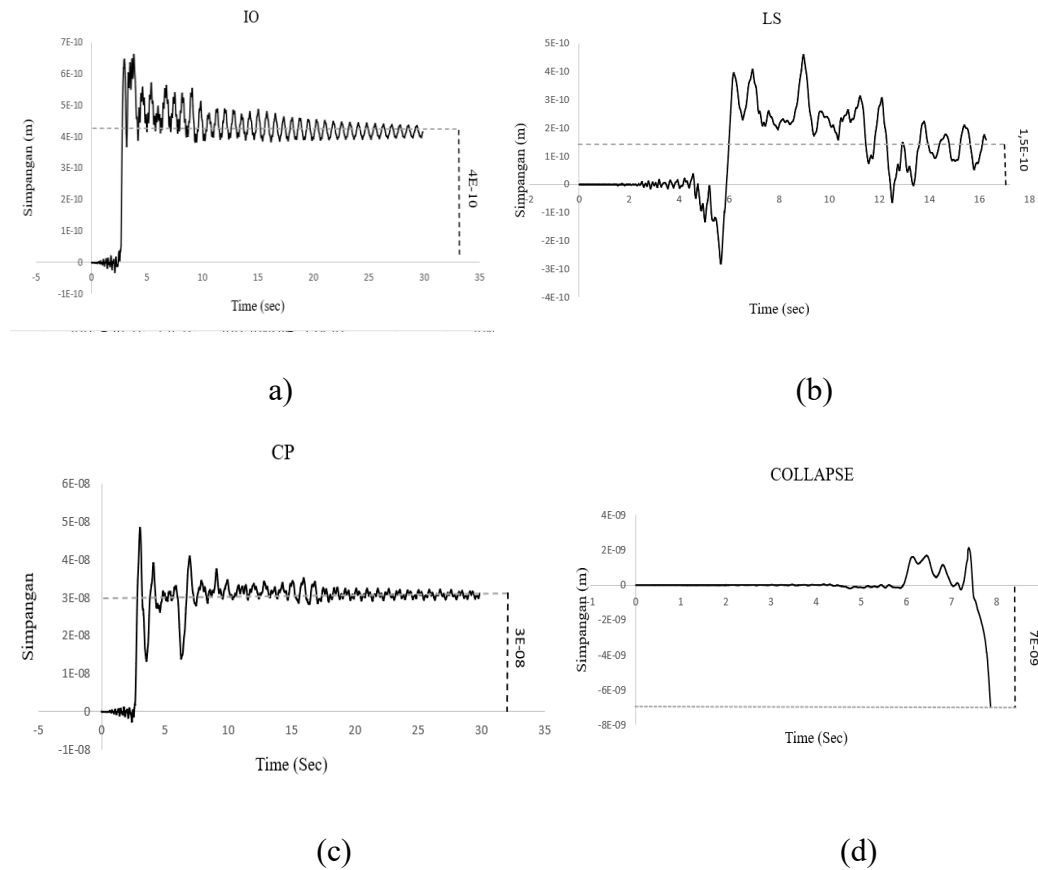 IO
7E-10
6E-10
5E-10
4E-10
3E-10
2E-10
1E-10
0
-1E-10
-5
0
5
10
15
20
25
30
35
Simpangan (m)
Time (sec)
4E-10
a)
LS
5E-10
4E-10
3E-10
2E-10
1E-10
0
-1E-10
-2E-10
-3E-10
-4E-10
-2
0
2
4
6
8
10
12
14
16
18
Simpangan (m)
Time (sec)
1,5E-10
(b)
CP
6E-08
5E-08
4E-08
3E-08
2E-08
1E-08
0
-1E-08
-5
0
5
10
15
20
25
30
35
Simpangan
Time (Sec)
3E-08
(c)
COLLAPSE
4E-09
2E-09
0
-2E-09
-4E-09
-6E-09
-8E-09
-1
0
1
2
3
4
5
6
7
8
Simpangan (m)
Time (Sec)
7E-09
(d)